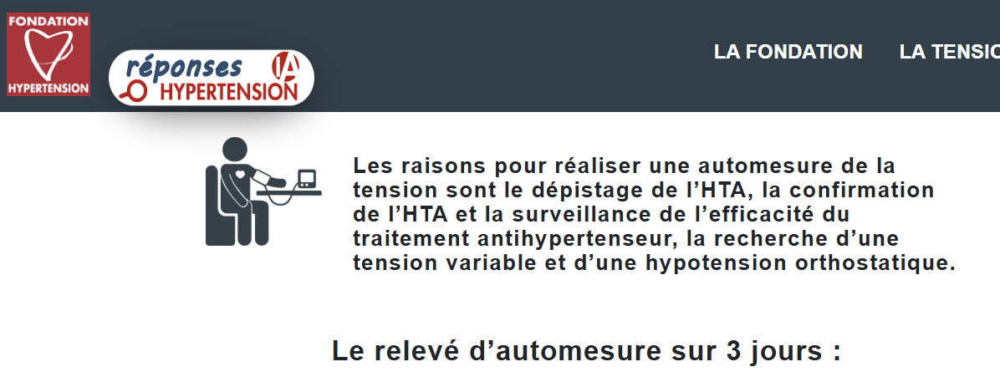 FONDATION
HYPERTENSION
réponses IA
HYPERTENSION
LA FONDATION
LA TENSIO
Les raisons pour réaliser une automesure de la
tension sont le dépistage de l’HTA, la confirmation
de l’HTA et la surveillance de l’efficacité du
traitement antihypertenseur, la recherche d’une
tension variable et d’une hypotension orthostatique.
Le relevé d’automesure sur 3 jours :